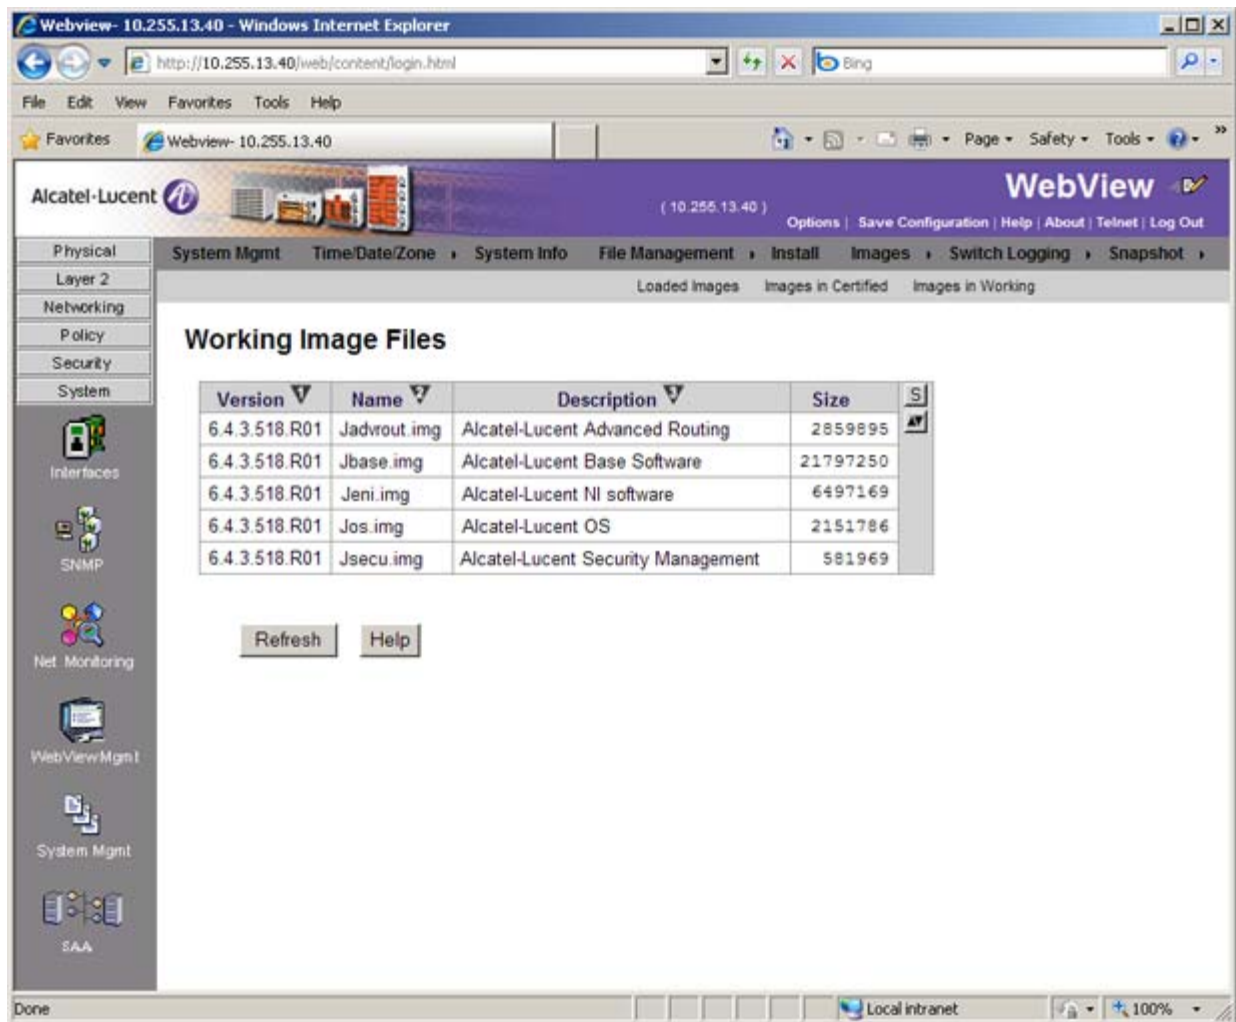 Webview- 10.255.13.40 - Windows Internet Explorer
http://10.255.13.40/web/content/login.html
Bing
File Edit View Favorites Tools Help
Favorites Webview- 10.255.13.40 Page Safety Tools
Alcatel-Lucent
( 10.255.13.40 )
WebView
Options | Save Configuration | Help | About | Telnet | Log Out
Physical
Layer 2
Networking
Policy
Security
System
Interfaces
SNMP
Net Monitoring
WebViewMgmt
System Mgmt
SAA
System Mgmt Time/Date/Zone System Info File Management Install Images Switch Logging Snapshot
Loaded Images Images in Certified Images in Working
Working Image Files
Version 1 Name 2 Description 3 Size S
6.4.3.518.R01 Jadvrout.img Alcatel-Lucent Advanced Routing 2859895
6.4.3.518.R01 Jbase.img Alcatel-Lucent Base Software 21797250
6.4.3.518.R01 Jeni.img Alcatel-Lucent NI software 6497169
6.4.3.518.R01 Jos.img Alcatel-Lucent OS 2151786
6.4.3.518.R01 Jsecu.img Alcatel-Lucent Security Management 581969
Refresh Help
Done Local intranet 100%